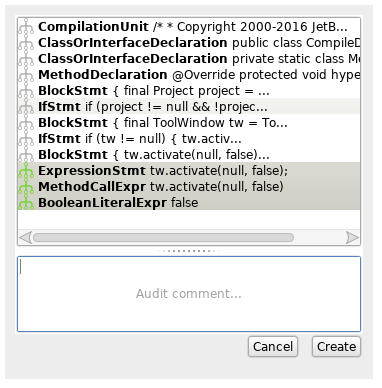 CompilationUnit /* * Copyright 2000-2016 JetB...
ClassOrInterfaceDeclaration public class CompileD
ClassOrInterfaceDeclaration private static class Me
MethodDeclaration @Override protected void hype
BlockStmt { final Project project = ...
IfStmt if (project != null && !projec...
BlockStmt { final ToolWindow tw = To...
IfStmt if (tw != null) { tw.activ...
BlockStmt { tw.activate(null, false)...
ExpressionStmt tw.activate(null, false);
MethodCallExpr tw.activate(null, false)
BooleanLiteralExpr false
Audit comment...
Cancel Create